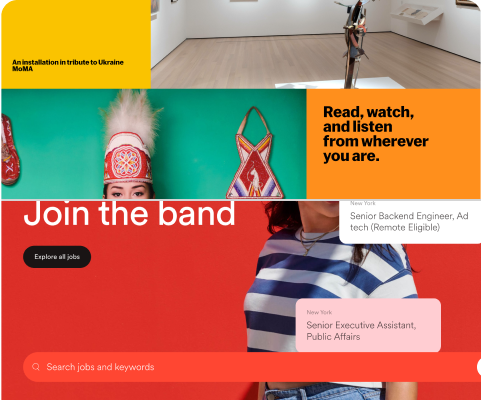 An installation in tribute to Ukraine
MoMA
Read, watch,
and listen
from wherever
you are.
Join the band
Explore all jobs
New York
Senior Backend Engineer, Ad
tech (Remote Eligible)
New York
Senior Executive Assistant,
Public Affairs
Search jobs and keywords